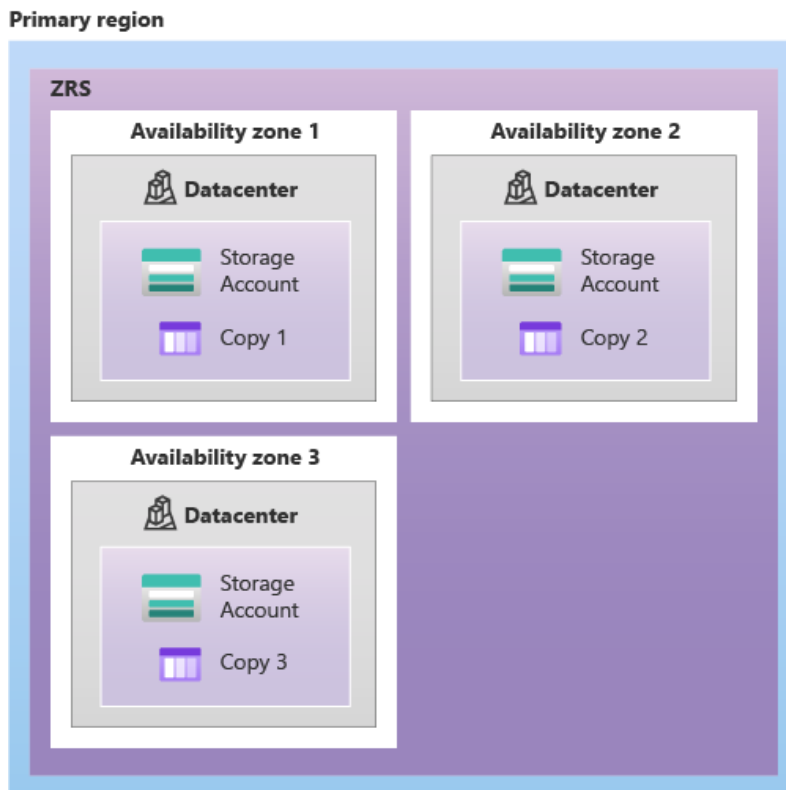 Primary region
ZRS
Availability zone 1
Datacenter
Storage
Account
Copy 1
Availability zone 2
Datacenter
Storage
Account
Copy 2
Availability zone 3
Datacenter
Storage
Account
Copy 3